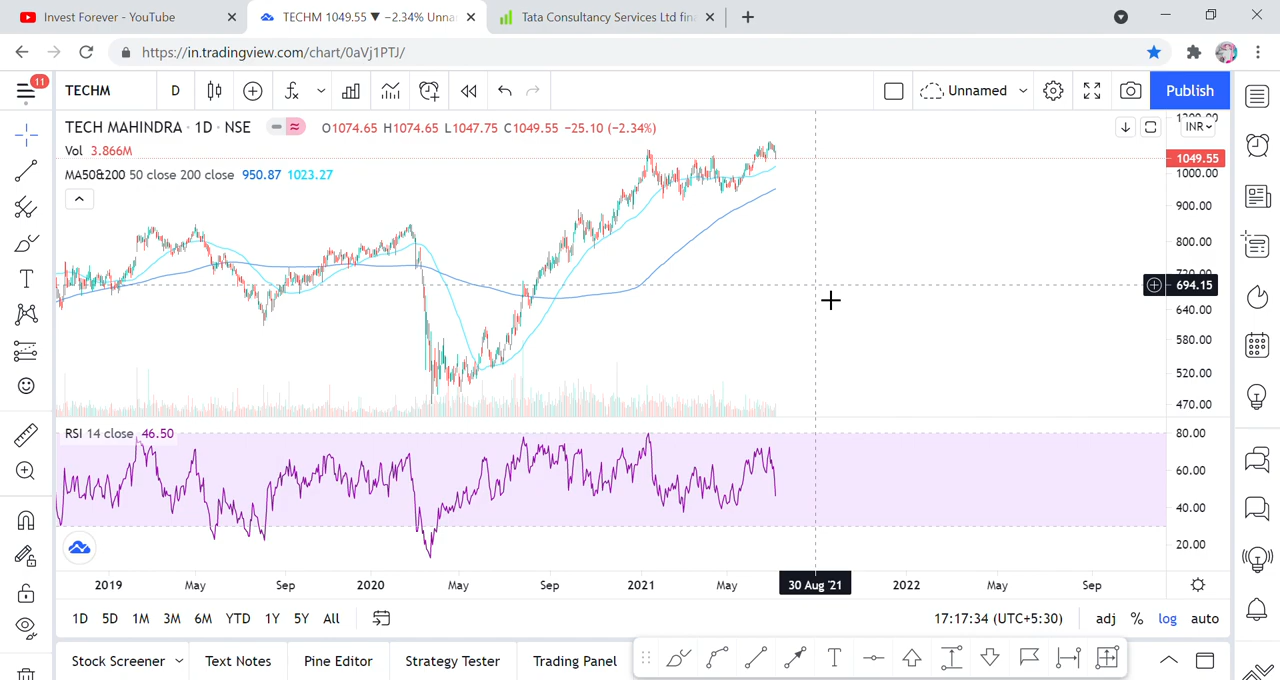 Invest Forever - YouTube
TECHM 1049.55 ▼ −2.34% Unna
Tata Consultancy Services Ltd fin
https://in.tradingview.com/chart/0aVj1PTJ/
11
TECHM
D
Unnamed
Publish
TECH MAHINDRA · 1D · NSE
O1074.65 H1074.65 L1047.75 C1049.55 −25.10 (−2.34%)
Vol 3.866M
MA50&200 50 close 200 close 950.87 1023.27
1200.00
INR
1049.55
1000.00
900.00
800.00
720.00
694.15
640.00
580.00
520.00
470.00
RSI 14 close 46.50
80.00
60.00
40.00
20.00
2019
May
Sep
2020
May
Sep
2021
May
30 Aug '21
2022
May
Sep
1D 5D 1M 3M 6M YTD 1Y 5Y All
17:17:34 (UTC+5:30)
adj % log auto
Stock Screener
Text Notes
Pine Editor
Strategy Tester
Trading Panel
T